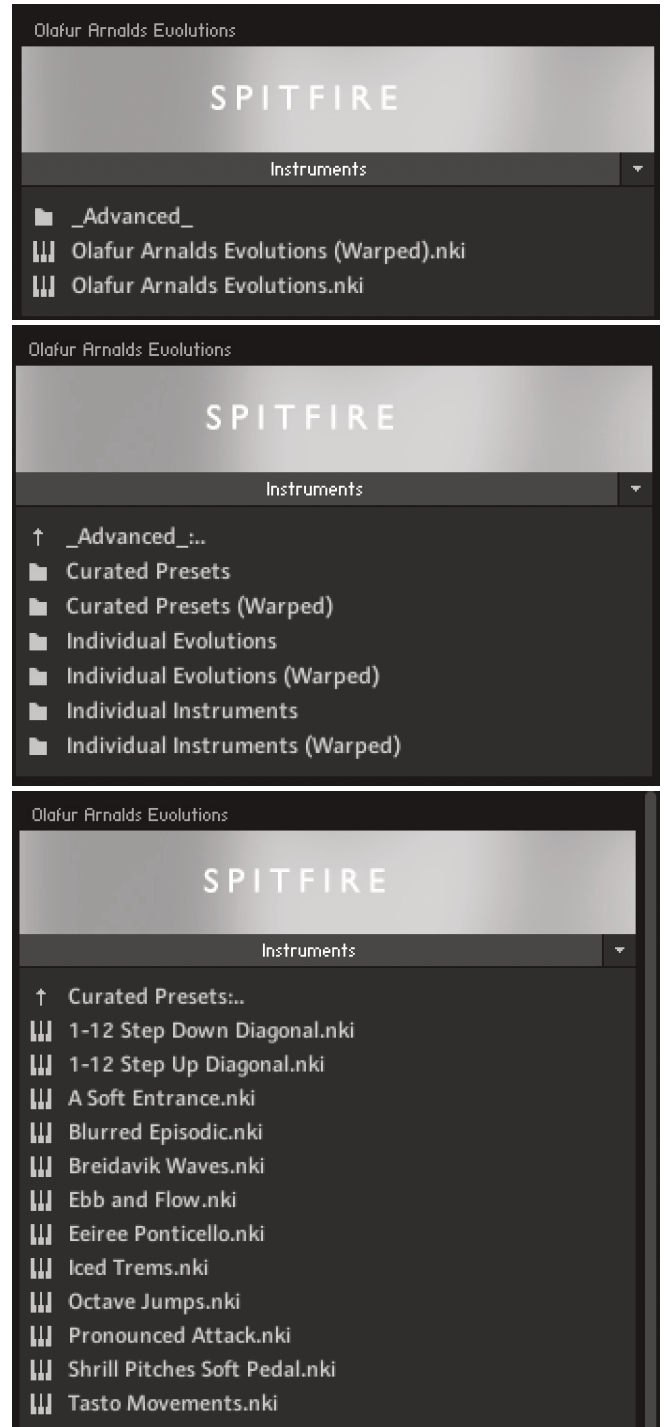 Olafur Arnalds Evolutions
SPITFIRE
Instruments
_Advanced_
Olafur Arnalds Evolutions (Warped).nki
Olafur Arnalds Evolutions.nki
Olafur Arnalds Evolutions
SPITFIRE
Instruments
_Advanced_:..
Curated Presets
Curated Presets (Warped)
Individual Evolutions
Individual Evolutions (Warped)
Individual Instruments
Individual Instruments (Warped)
Olafur Arnalds Evolutions
SPITFIRE
Instruments
Curated Presets:..
1-12 Step Down Diagonal.nki
1-12 Step Up Diagonal.nki
A Soft Entrance.nki
Blurred Episodic.nki
Breidavik Waves.nki
Ebb and Flow.nki
Eeiree Ponticello.nki
Iced Trems.nki
Octave Jumps.nki
Pronounced Attack.nki
Shrill Pitches Soft Pedal.nki
Tasto Movements.nki